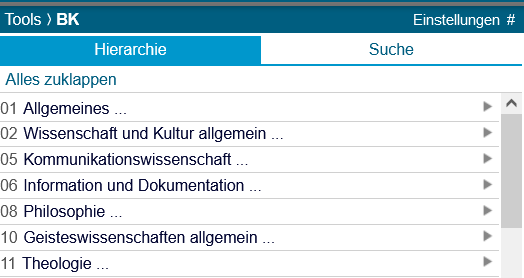 Tools 〉 BK Einstellungen #
Hierarchie Suche
Alles zuklappen
01 Allgemeines ...
02 Wissenschaft und Kultur allgemein ...
05 Kommunikationswissenschaft ...
06 Information und Dokumentation ...
08 Philosophie ...
10 Geisteswissenschaften allgemein ...
11 Theologie ...